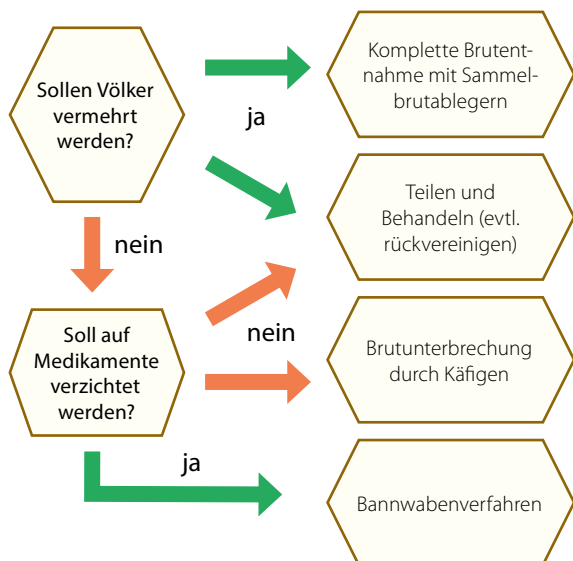 Sollen Völker
vermehrt
werden?
ja
Komplette Brutent-
nahme mit Sammel-
brutablegern
Teilen und
Behandeln (evtl.
rückvereinigen)
nein
Soll auf
Medikamente
verzichtet
werden?
nein
Brutunterbrechung
durch Käfigen
ja
Bannwabenverfahren